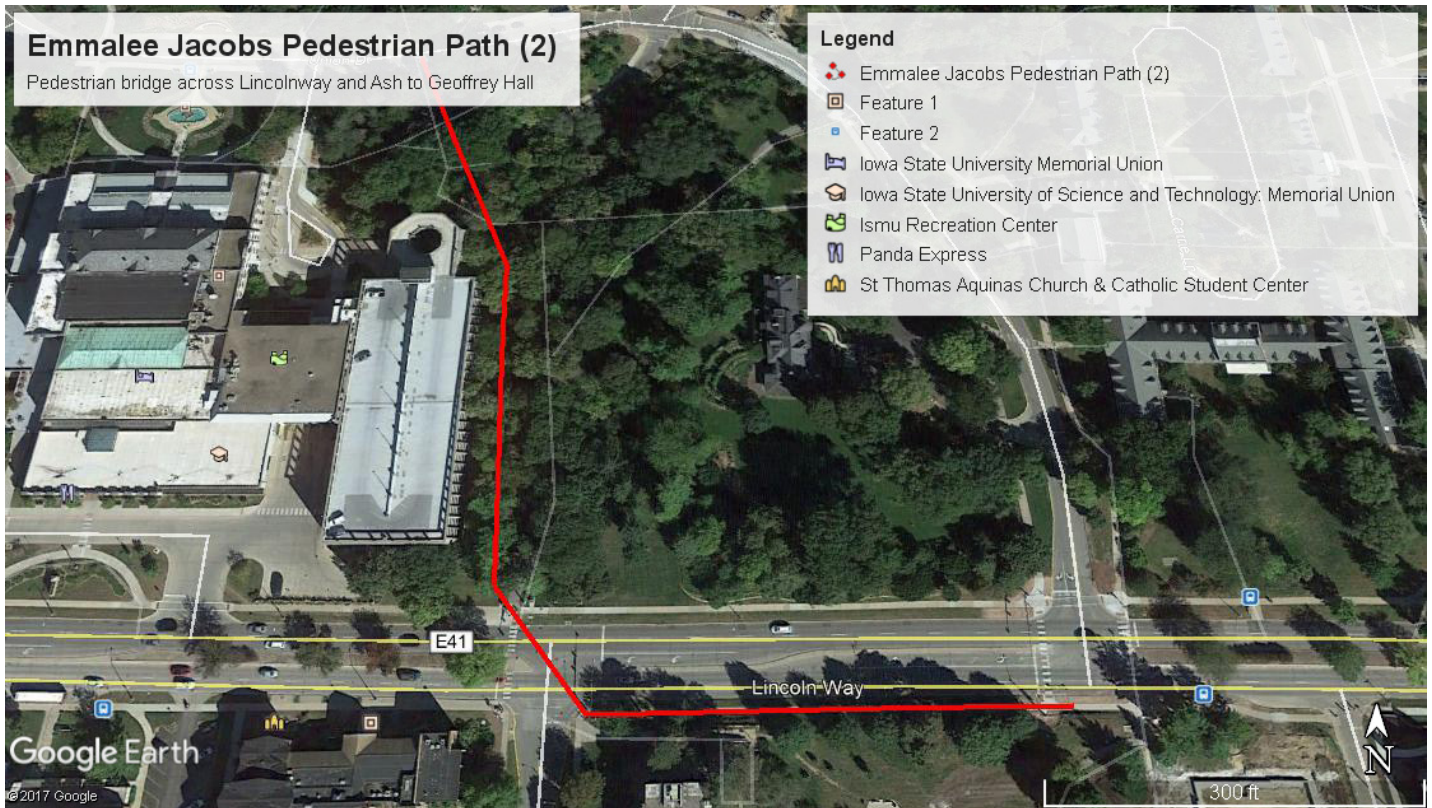 Emmalee Jacobs Pedestrian Path (2)
Pedestrian bridge across Lincolnway and Ash to Geoffrey Hall
Legend
Emmalee Jacobs Pedestrian Path (2)
Feature 1
Feature 2
Iowa State University Memorial Union
Iowa State University of Science and Technology: Memorial Union
Ismu Recreation Center
Panda Express
St Thomas Aquinas Church & Catholic Student Center
E41
Lincoln Way
Google Earth
©2017 Google
N
300 ft